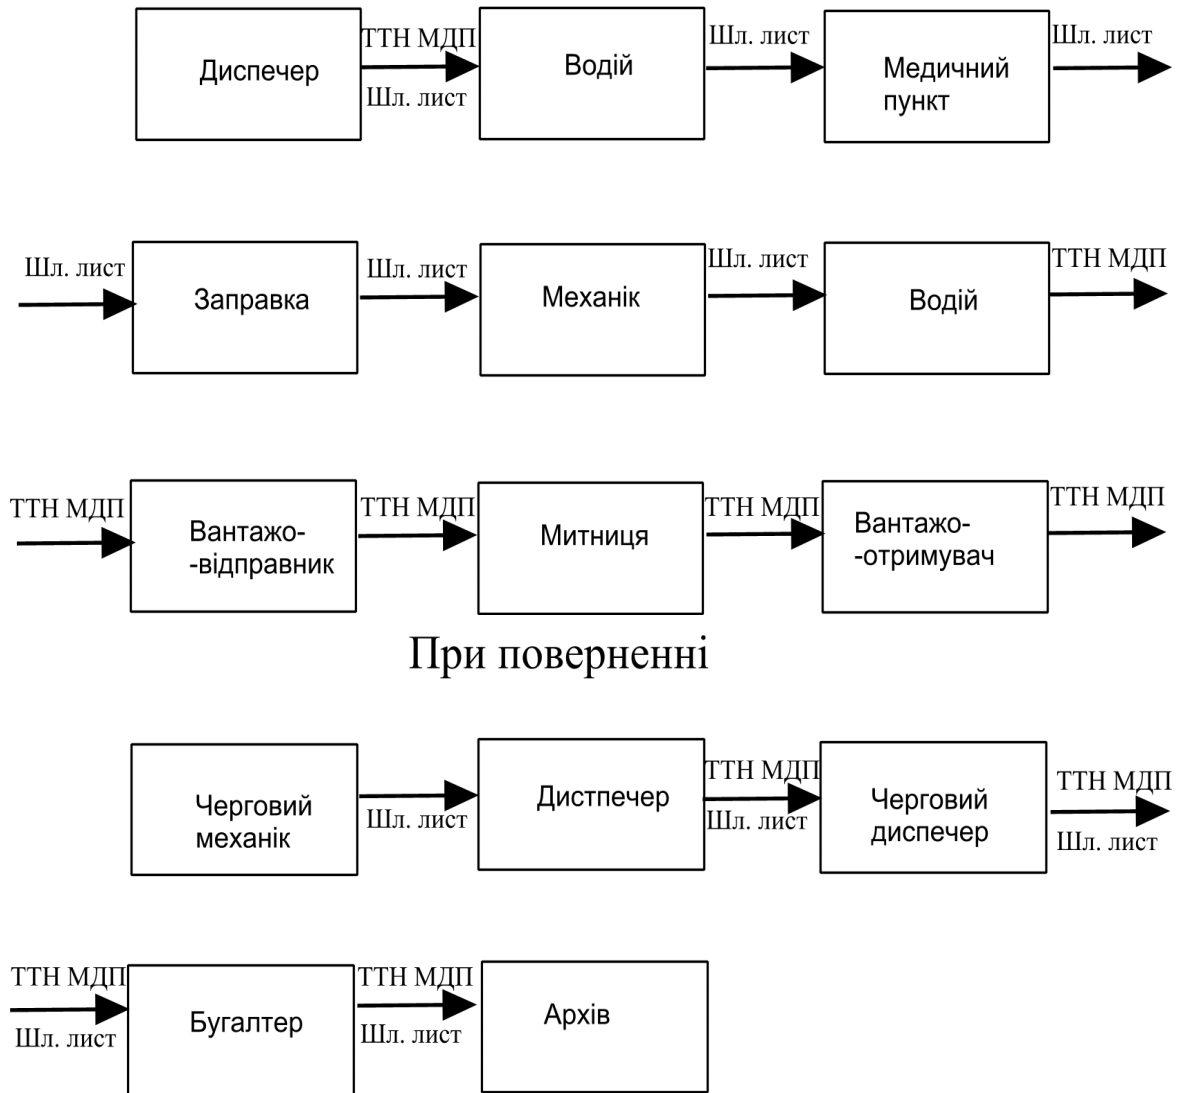 Диспечер
ТТН МДП
Шл. лист
Водій
Шл. лист
Медичний
пункт
Шл. лист
Шл. лист
Заправка
Шл. лист
Механік
Шл. лист
Водій
ТТН МДП
ТТН МДП
Вантажо-
-відправник
ТТН МДП
Митниця
ТТН МДП
Вантажо-
-отримувач
ТТН МДП
При поверненні
Черговий
механік
Шл. лист
Дистпечер
ТТН МДП
Шл. лист
Черговий
диспечер
ТТН МДП
Шл. лист
ТТН МДП
Шл. лист
Бугалтер
ТТН МДП
Шл. лист
Архів